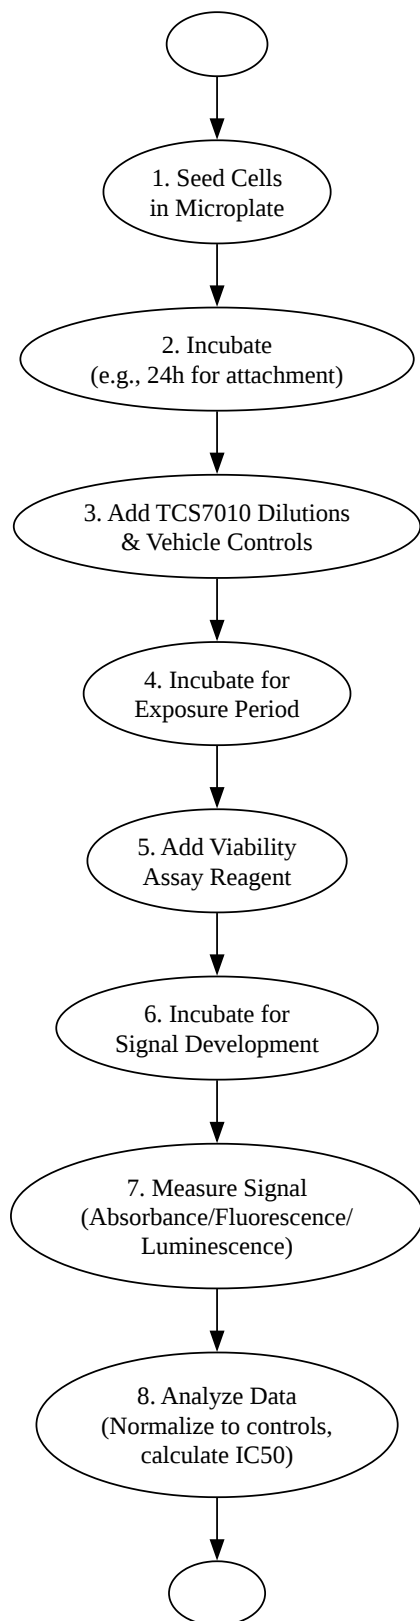 1. Seed Cells
in Microplate
2. Incubate
(e.g., 24h for attachment)
3. Add TCS7010 Dilutions
& Vehicle Controls
4. Incubate for
Exposure Period
5. Add Viability
Assay Reagent
6. Incubate for
Signal Development
7. Measure Signal
(Absorbance/Fluorescence/
Luminescence)
8. Analyze Data
(Normalize to controls,
calculate IC50)